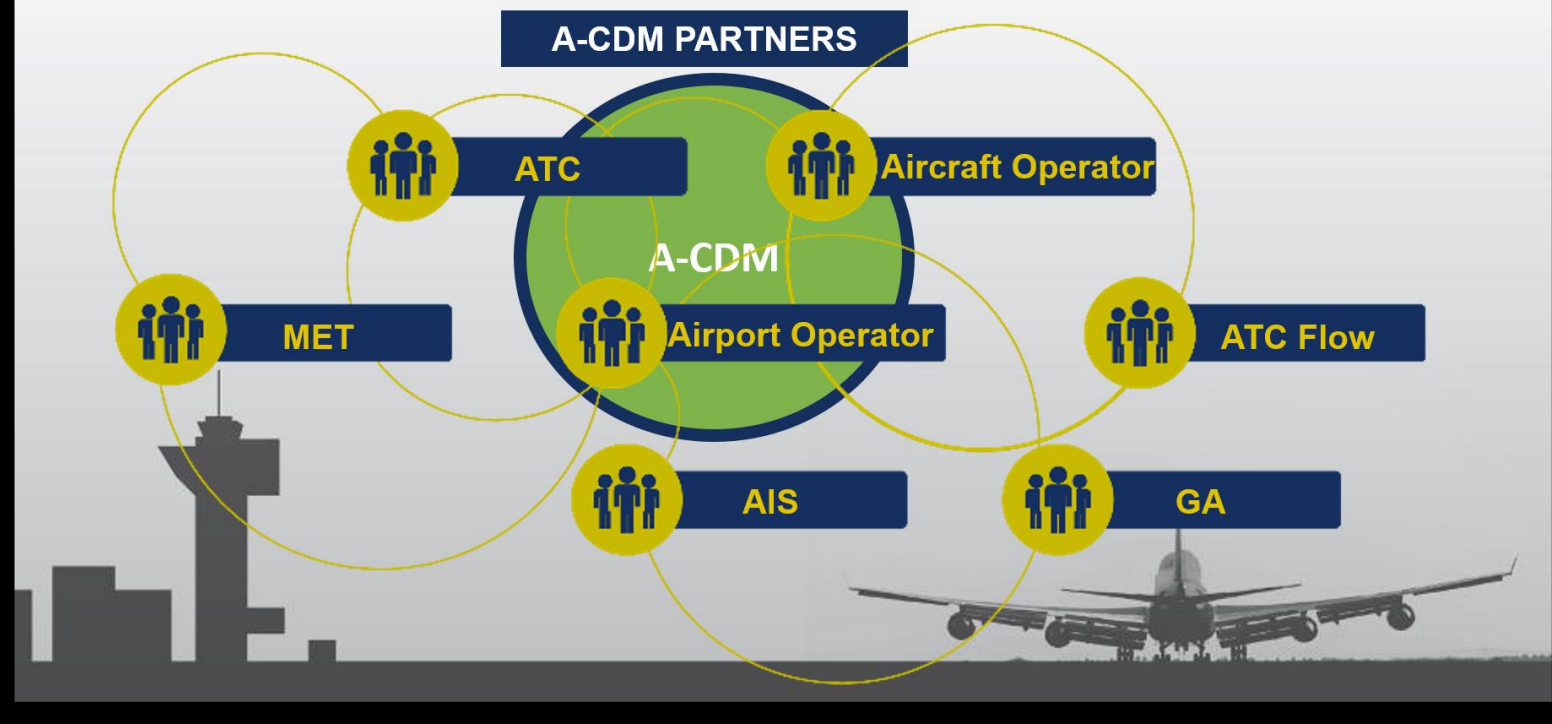 A-CDM PARTNERS
ATC
Aircraft Operator
A-CDM
MET
Airport Operator
ATC Flow
AIS
GA